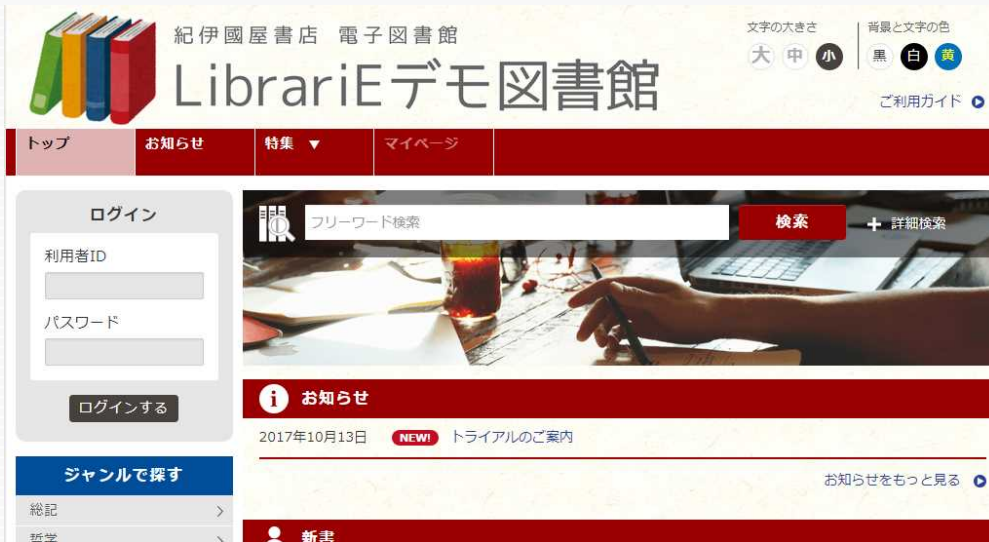 紀伊國屋書店 電子図書館
LibrariEデモ図書館
文字の大きさ
大 中 小
背景と文字の色
黒 白 黄
ご利用ガイド
トップ お知らせ 特集 ▼ マイページ
ログイン
利用者ID
パスワード
ログインする
フリーワード検索 検索 + 詳細検索
お知らせ
2017年10月13日 NEW! トライアルのご案内
お知らせをもっと見る
ジャンルで探す
総記
哲学
新書